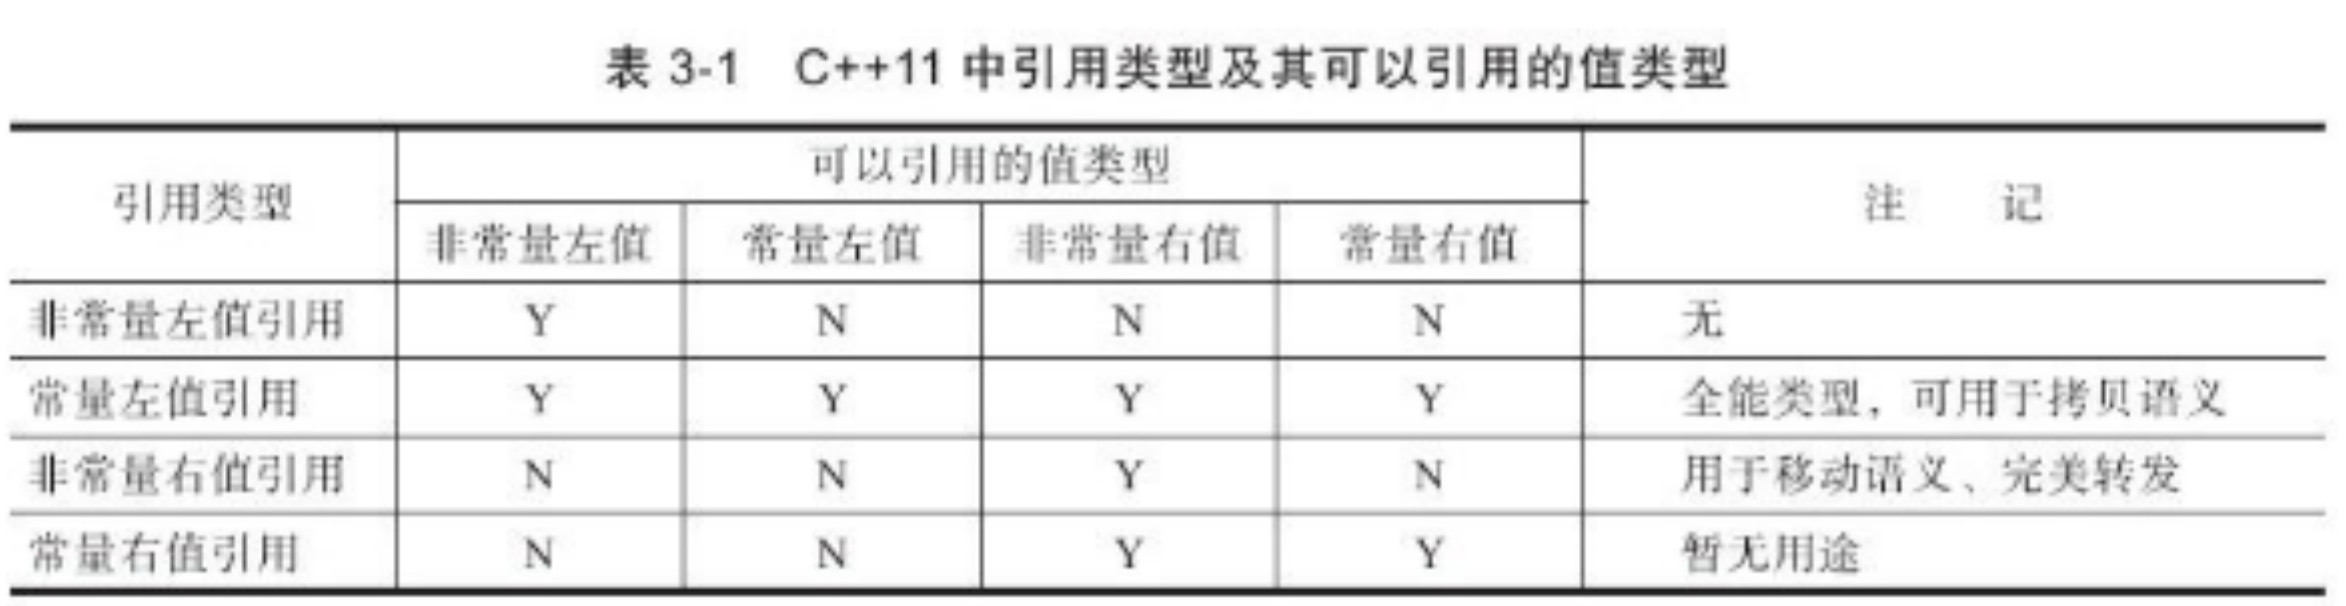 表 3-1 C++11 中引用类型及其可以引用的值类型
引用类型 可以引用的值类型 注 记
非常量左值 常量左值 非常量右值 常量右值
非常量左值引用 Y N N N 无
常量左值引用 Y Y Y Y 全能类型，可用于拷贝语义
非常量右值引用 N N Y N 用于移动语义、完美转发
常量右值引用 N N Y Y 暂无用途